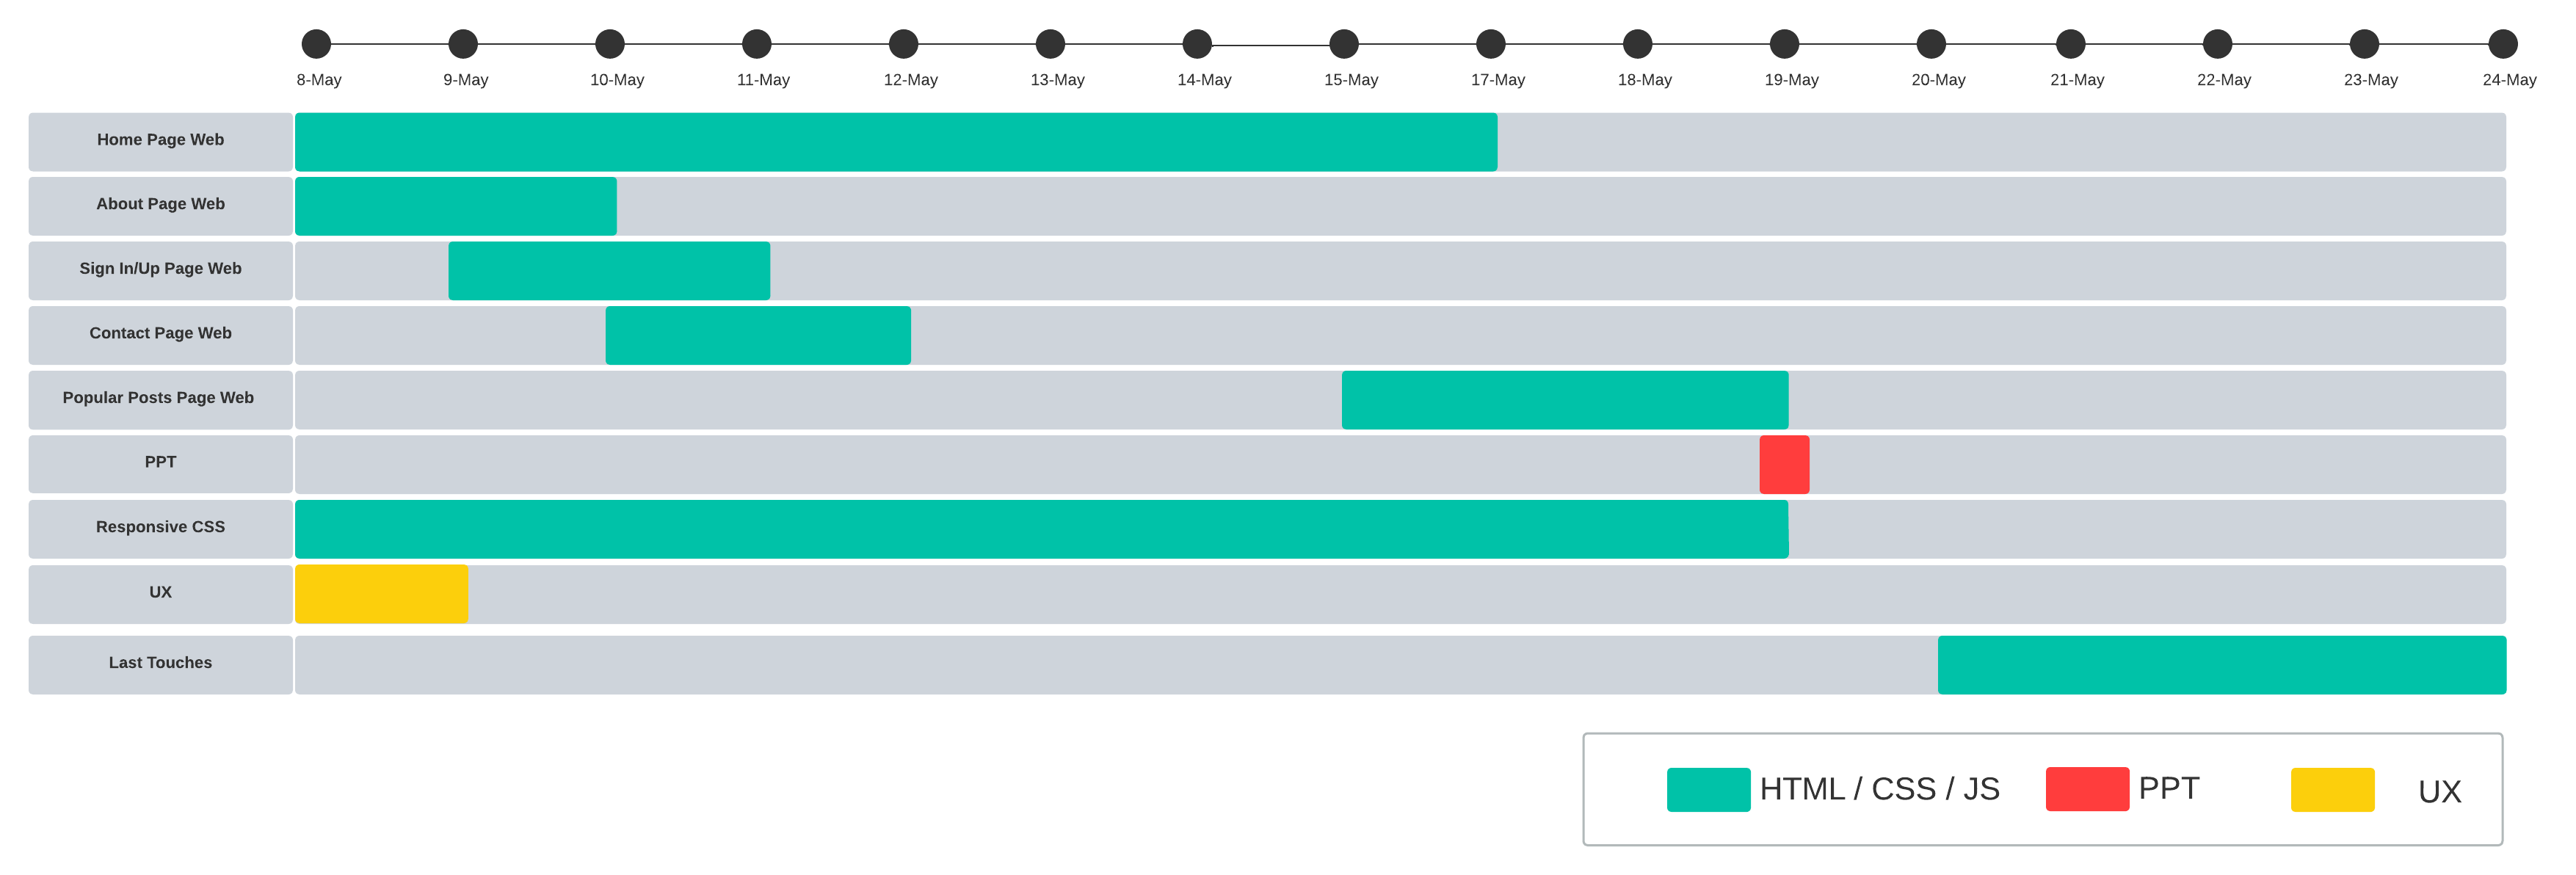 8-May 9-May 10-May 11-May 12-May 13-May 14-May 15-May 17-May 18-May 19-May 20-May 21-May 22-May 23-May 24-May
Home Page Web
About Page Web
Sign In/Up Page Web
Contact Page Web
Popular Posts Page Web
PPT
Responsive CSS
UX
Last Touches
HTML / CSS / JS PPT UX